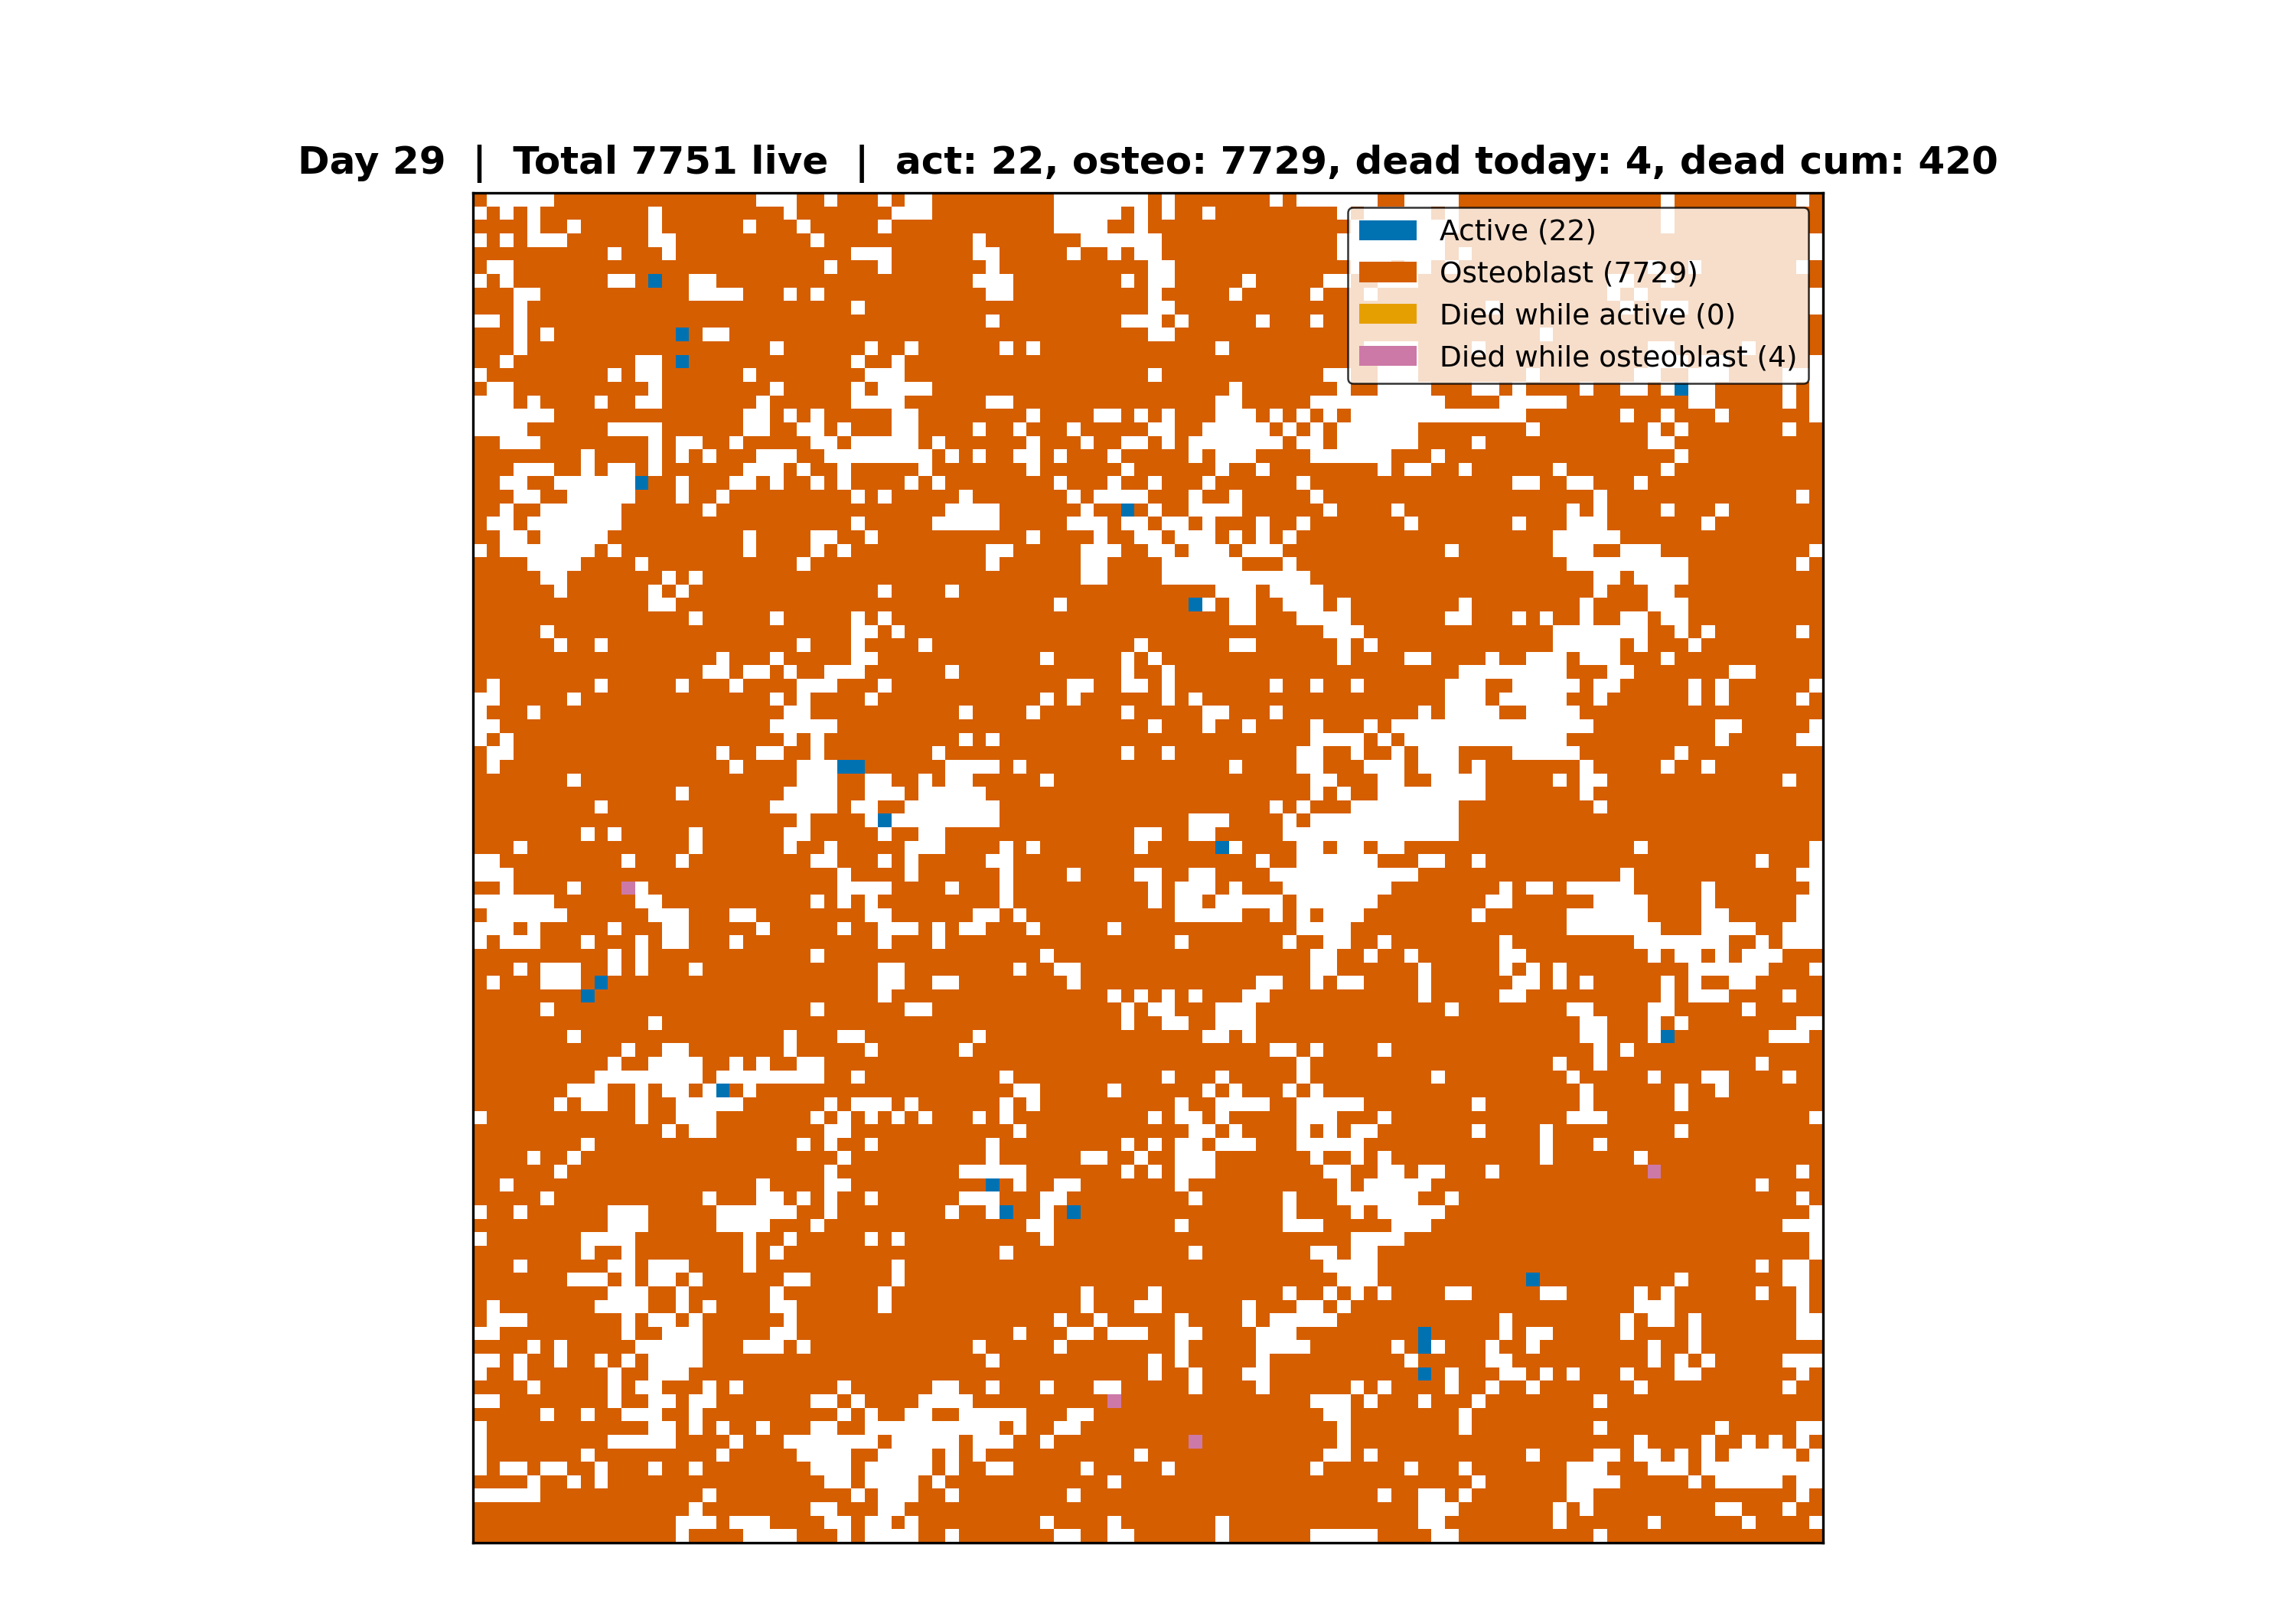 Day 29 | Total 7751 live | act: 22, osteo: 7729, dead today: 4, dead cum: 420
Active (22)
Osteoblast (7729)
Died while active (0)
Died while osteoblast (4)